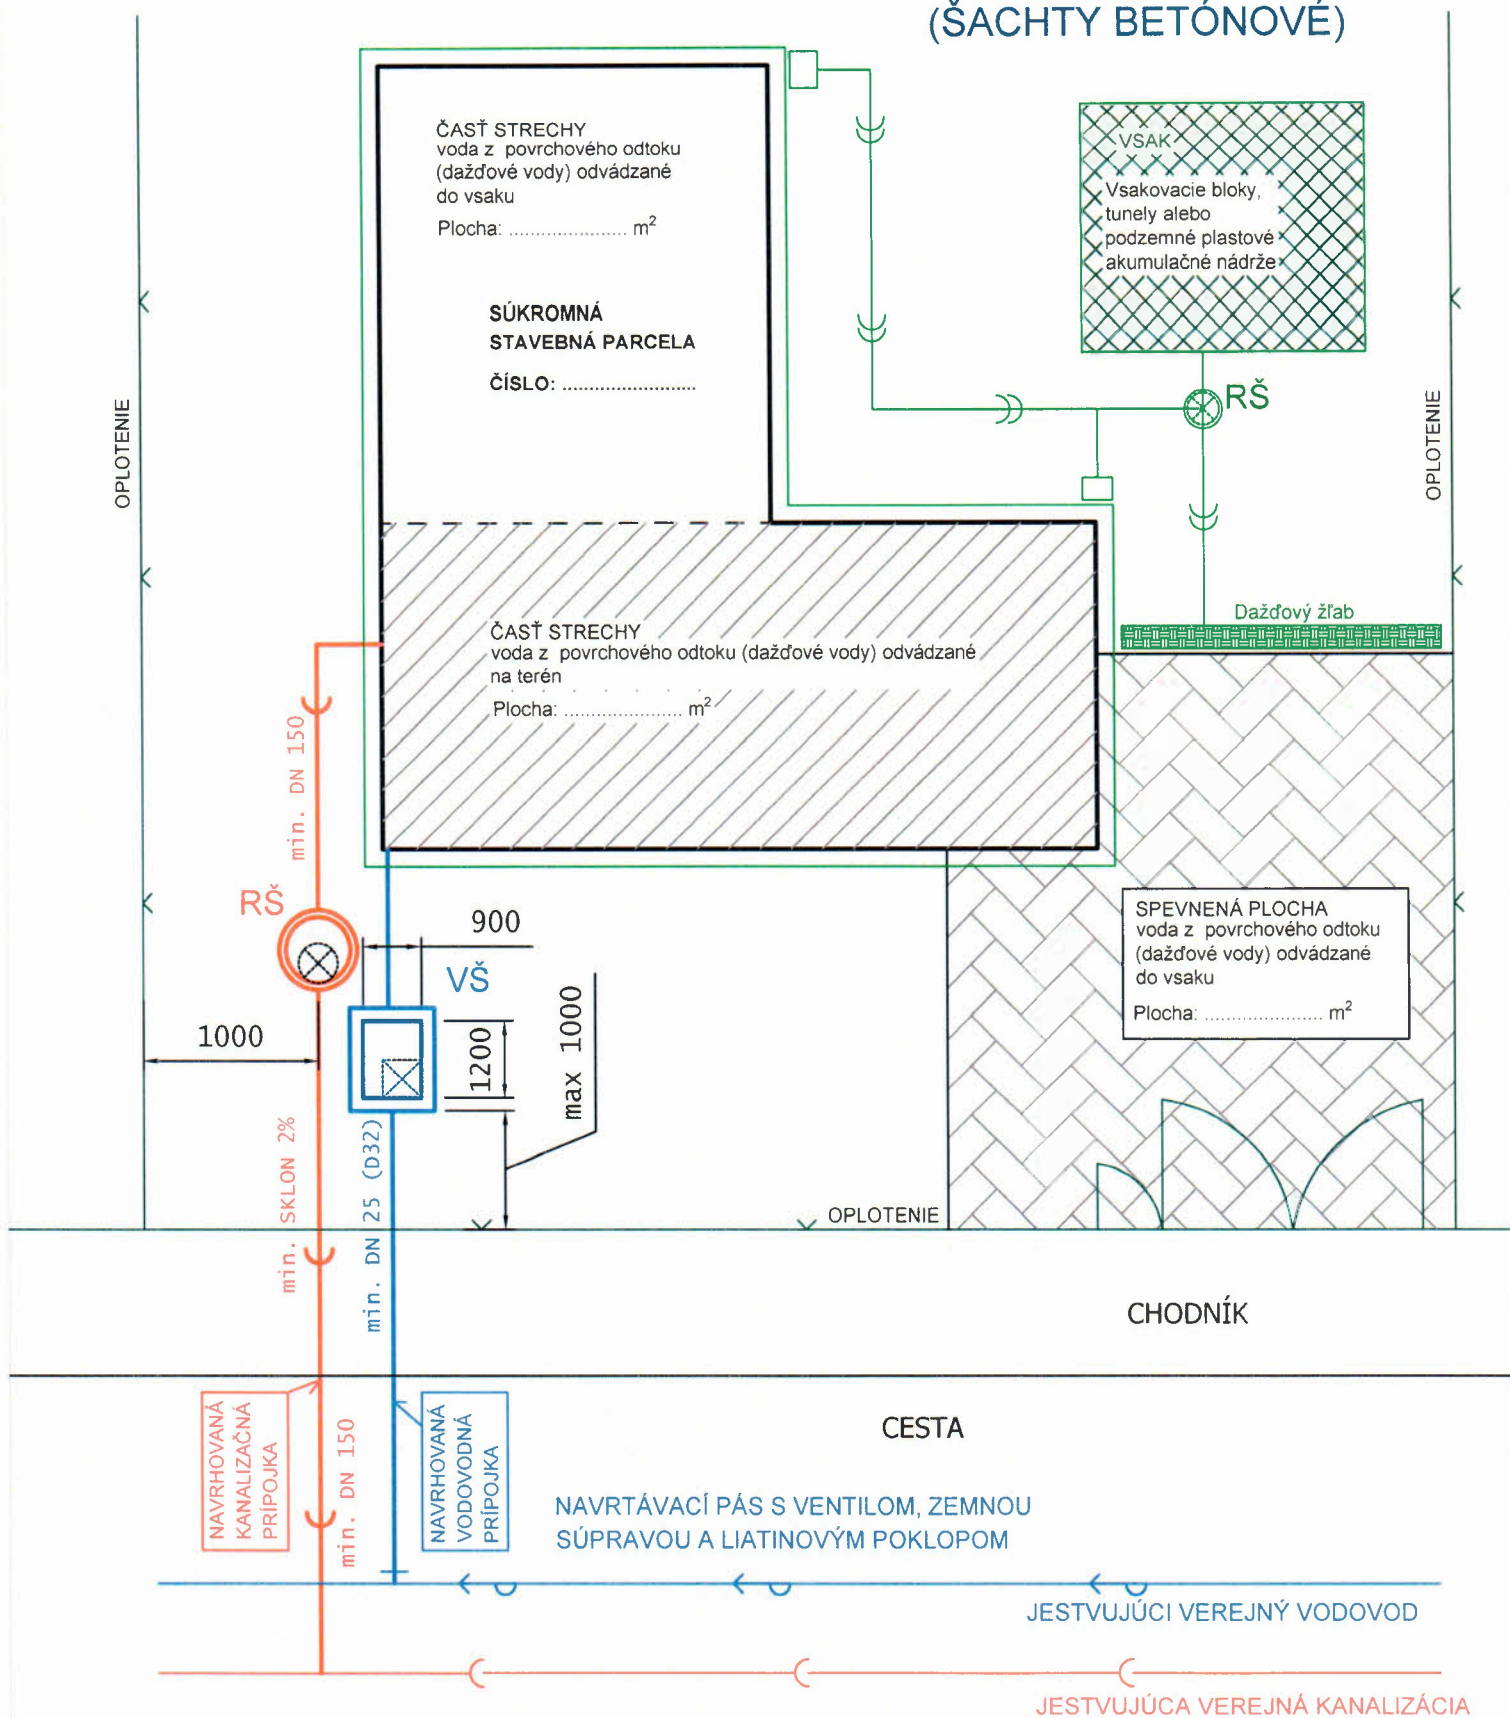 (ŠACHTY BETÓNOVÉ)
ČASŤ STRECHY
voda z povrchového odtoku
(dažďové vody) odvádzané
do vsaku
Plocha: ..................... m²
SÚKROMNÁ
STAVEBNÁ PARCELA
ČÍSLO: ........................
VSAK
Vsakovacie bloky,
tunely alebo
podzemné plastové
akumulačné nádrže
RŠ
OPLOTENIE
OPLOTENIE
Dažďový žľab
ČASŤ STRECHY
voda z povrchového odtoku (dažďové vody) odvádzané
na terén
Plocha: ..................... m²
min. DN 150
RŠ
900
VŠ
1000
1200
max 1000
SPEVNENÁ PLOCHA
voda z povrchového odtoku
(dažďové vody) odvádzané
do vsaku
Plocha: ..................... m²
min. SKLON 2%
min. DN 25 (D32)
OPLOTENIE
CHODNÍK
CESTA
NAVRHOVANÁ
KANALIZAČNÁ
PRÍPOJKA
min. DN 150
NAVRHOVANÁ
VODOVODNÁ
PRÍPOJKA
NAVRTÁVACÍ PÁS S VENTILOM, ZEMNOU
SÚPRAVOU A LIATINOVÝM POKLOPOM
JESTVUJÚCI VEREJNÝ VODOVOD
JESTVUJÚCA VEREJNÁ KANALIZÁCIA